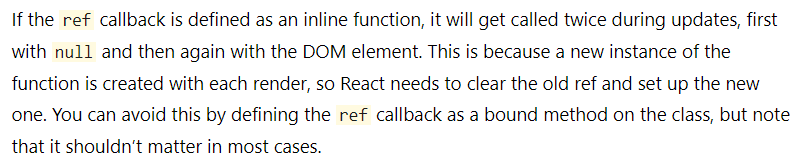 If the ref callback is defined as an inline function, it will get called twice during updates, first
with null and then again with the DOM element. This is because a new instance of the
function is created with each render, so React needs to clear the old ref and set up the new
one. You can avoid this by defining the ref callback as a bound method on the class, but note
that it shouldn’t matter in most cases.